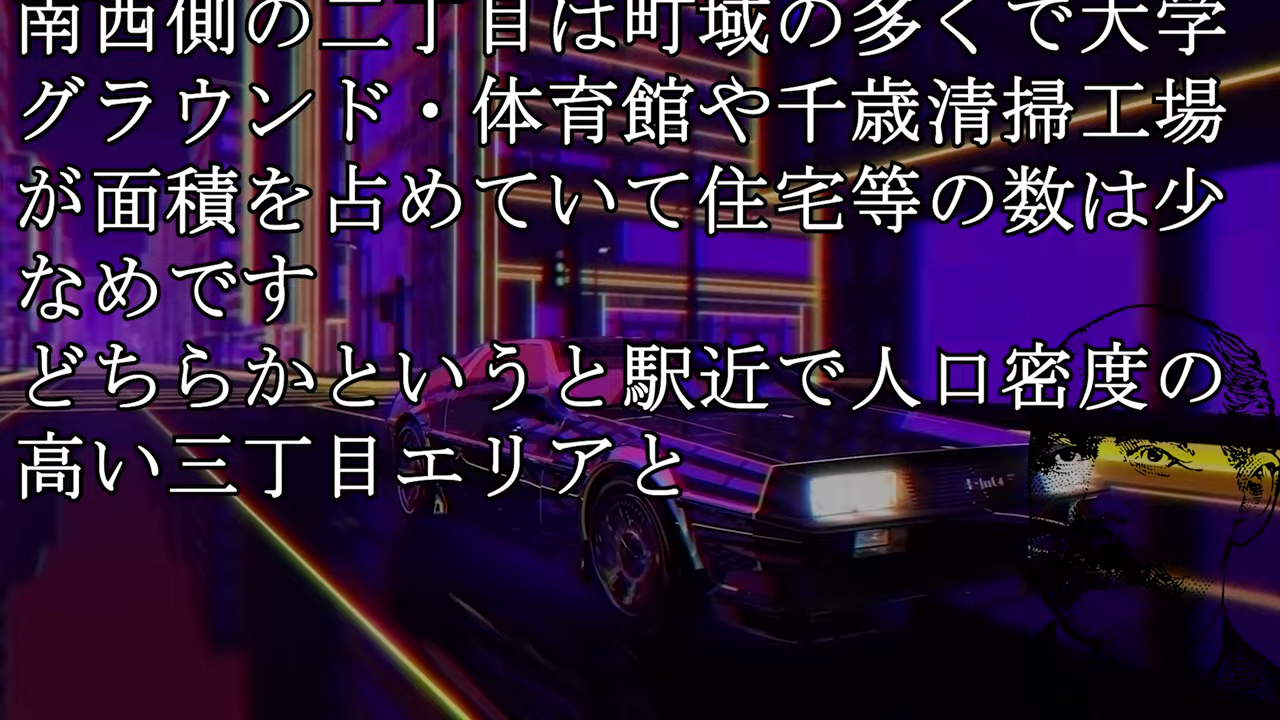 南西側の二丁目は町域の多くで大学
グラウンド・体育館や千歳清掃工場
が面積を占めていて住宅等の数は少
なめです
どちらかというと駅近で人口密度の
高い三丁目エリアと